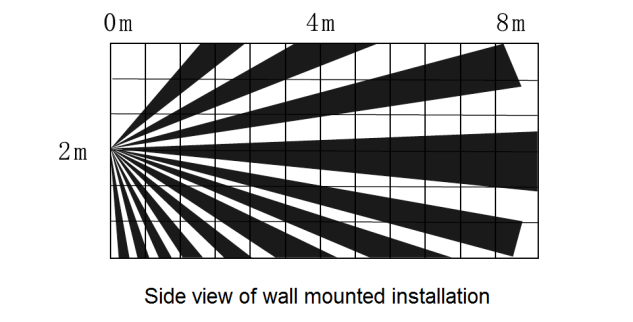 0m 4m 8m
2m
Side view of wall mounted installation